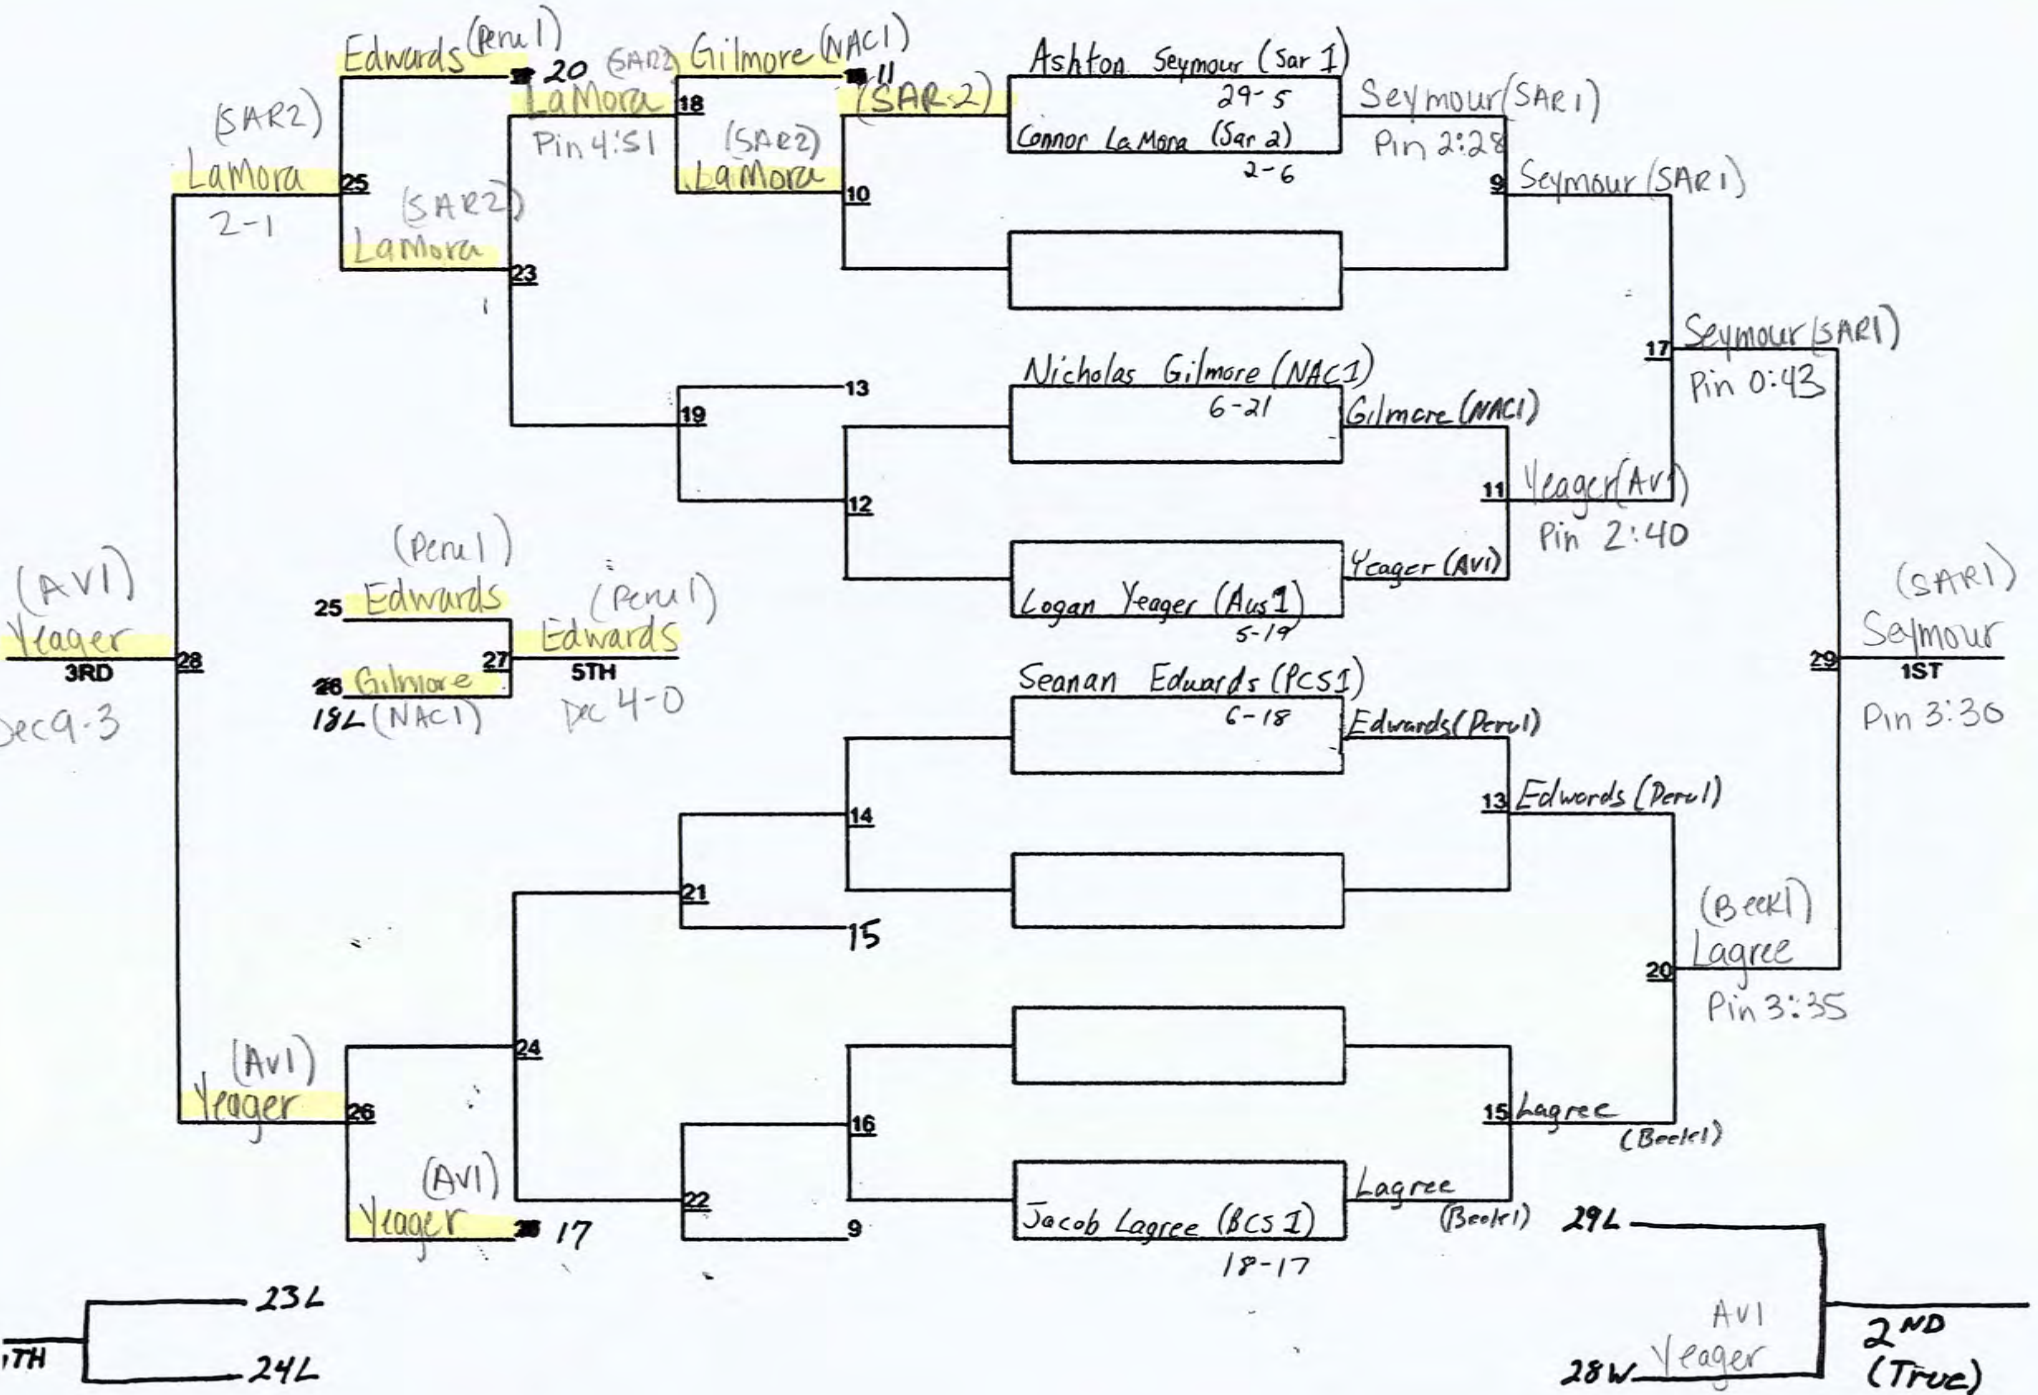 Edwards (Peru 1)
20
(SAR2)
LaMora
18
Pin 4:51
Gilmore (NAC1)
11
(SAR2)
LaMora
10
(SAR-2)
Ashton Seymour (Sar 1)
29-5
Connor LaMora (Sar 2)
2-6
Seymour (SAR1)
Pin 2:28
9
Seymour (SAR1)
(SAR2)
LaMora
25
2-1
(SAR2)
LaMora
23
17
Seymour (SAR1)
Pin 0:43
13
19
12
Nicholas Gilmore (NAC1)
6-21
Gilmore (NAC1)
11
Yeager (AV1)
Pin 2:40
Logan Yeager (Aus1)
5-19
Yeager (AV1)
(AV1)
Yeager
3RD
28
Dec 9-3
(Peru 1)
25 Edwards
26 Gilmore
18L (NAC1)
27
(Peru 1)
Edwards
5TH
Dec 4-0
29
(SAR1)
Seymour
1ST
Pin 3:30
Seanan Edwards (PCS1)
6-18
Edwards (Peru1)
13
Edwards (Peru1)
14
21
15
20
(Beek1)
Lagree
Pin 3:35
(AV1)
Yeager
26
24
(AV1)
Yeager
17
22
16
9
15
Lagree
(Beek1)
Jacob Lagree (BCS 1)
18-17
Lagree
(Beek1)
29L
AV1
28W Yeager
2ND
(True)
23L
24L
TH